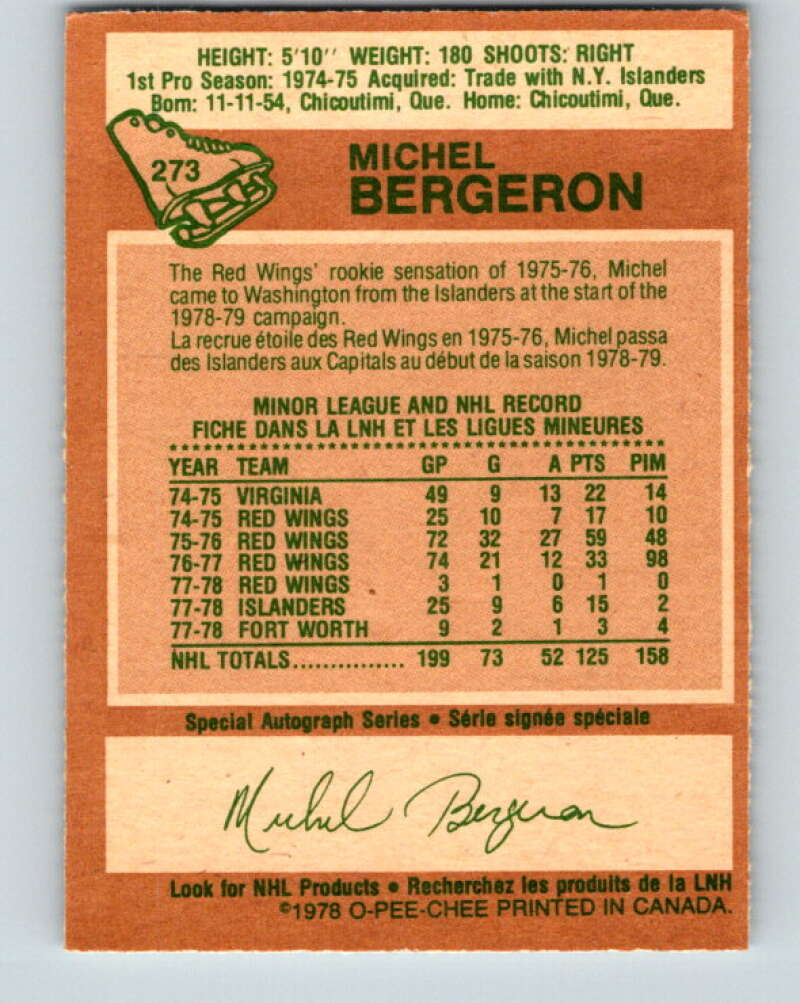 HEIGHT: 5'10'' WEIGHT: 180 SHOOTS: RIGHT
1st Pro Season: 1974-75 Acquired: Trade with N.Y. Islanders
Born: 11-11-54, Chicoutimi, Que. Home: Chicoutimi, Que.
273
MICHEL
BERGERON
The Red Wings' rookie sensation of 1975-76, Michel
came to Washington from the Islanders at the start of the
1978-79 campaign.
La recrue étoile des Red Wings en 1975-76, Michel passa
des Islanders aux Capitals au début de la saison 1978-79.
MINOR LEAGUE AND NHL RECORD
FICHE DANS LA LNH ET LES LIGUES MINEURES
YEAR TEAM GP G A PTS PIM
74-75 VIRGINIA 49 9 13 22 14
74-75 RED WINGS 25 10 7 17 10
75-76 RED WINGS 72 32 27 59 48
76-77 RED WINGS 74 21 12 33 98
77-78 RED WINGS 3 1 0 1 0
77-78 ISLANDERS 25 9 6 15 2
77-78 FORT WORTH 9 2 1 3 4
NHL TOTALS............... 199 73 52 125 158
Special Autograph Series • Série signée spéciale
Michel Bergeron
Look for NHL Products • Recherchez les produits de la LNH
©1978 O-PEE-CHEE PRINTED IN CANADA.